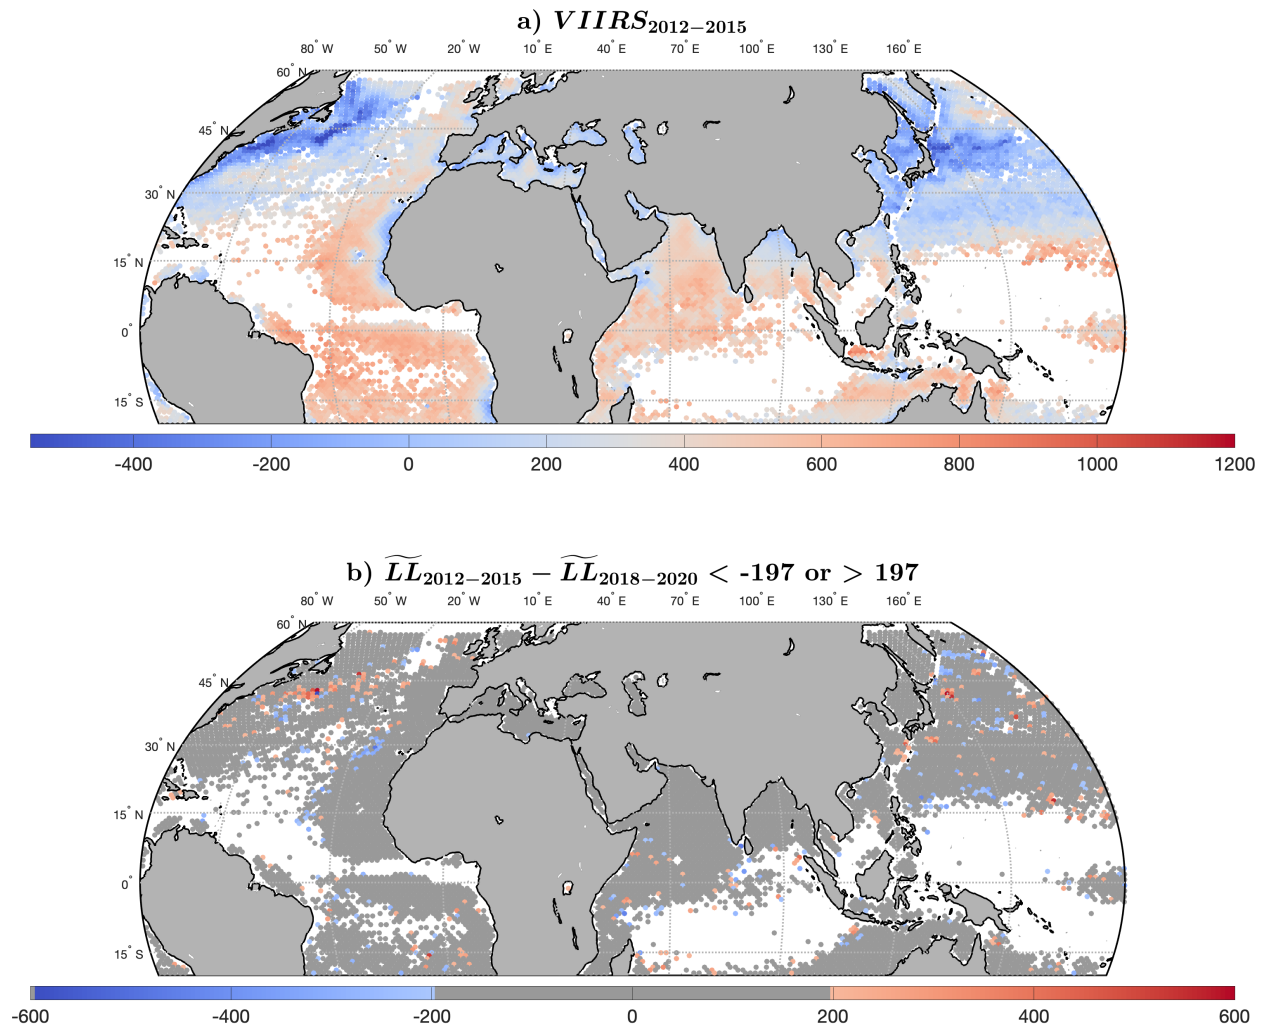 a) VIIRS2012−2015
80° W 50° W 20° W 10° E 40° E 70° E 100° E 130° E 160° E
60° N
45° N
30° N
15° N
0°
15° S
-400 -200 0 200 400 600 800 1000 1200
b) L͠L2012−2015 − L͠L2018−2020 < -197 or > 197
80° W 50° W 20° W 10° E 40° E 70° E 100° E 130° E 160° E
60° N
45° N
30° N
15° N
0°
15° S
-600 -400 -200 0 200 400 600